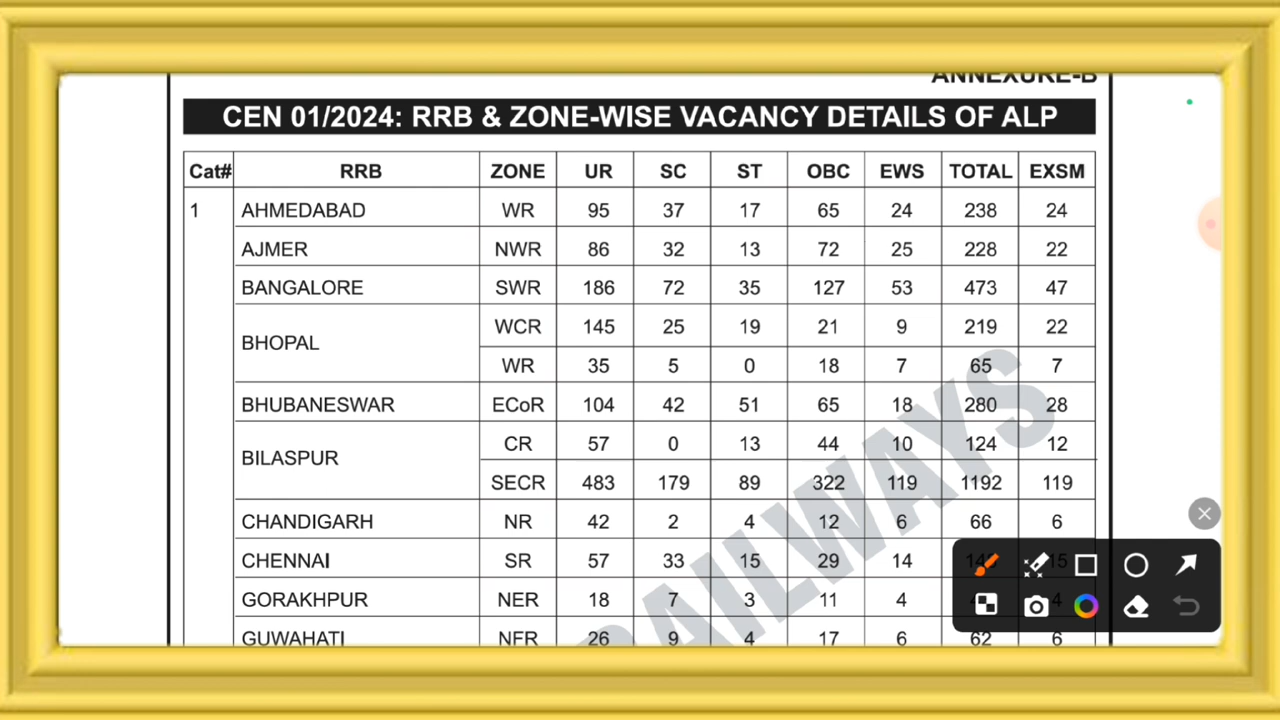 ANNEXURE-B
CEN 01/2024: RRB & ZONE-WISE VACANCY DETAILS OF ALP
Cat# RRB ZONE UR SC ST OBC EWS TOTAL EXSM
1 AHMEDABAD WR 95 37 17 65 24 238 24
AJMER NWR 86 32 13 72 25 228 22
BANGALORE SWR 186 72 35 127 53 473 47
BHOPAL WCR 145 25 19 21 9 219 22
WR 35 5 0 18 7 65 7
BHUBANESWAR ECoR 104 42 51 65 18 280 28
BILASPUR CR 57 0 13 44 10 124 12
SECR 483 179 89 322 119 1192 119
CHANDIGARH NR 42 2 4 12 6 66 6
CHENNAI SR 57 33 15 29 14 148 15
GORAKHPUR NER 18 7 3 11 4 4
GUWAHATI NFR 26 9 4 17 6 62 6
RAILWAYS